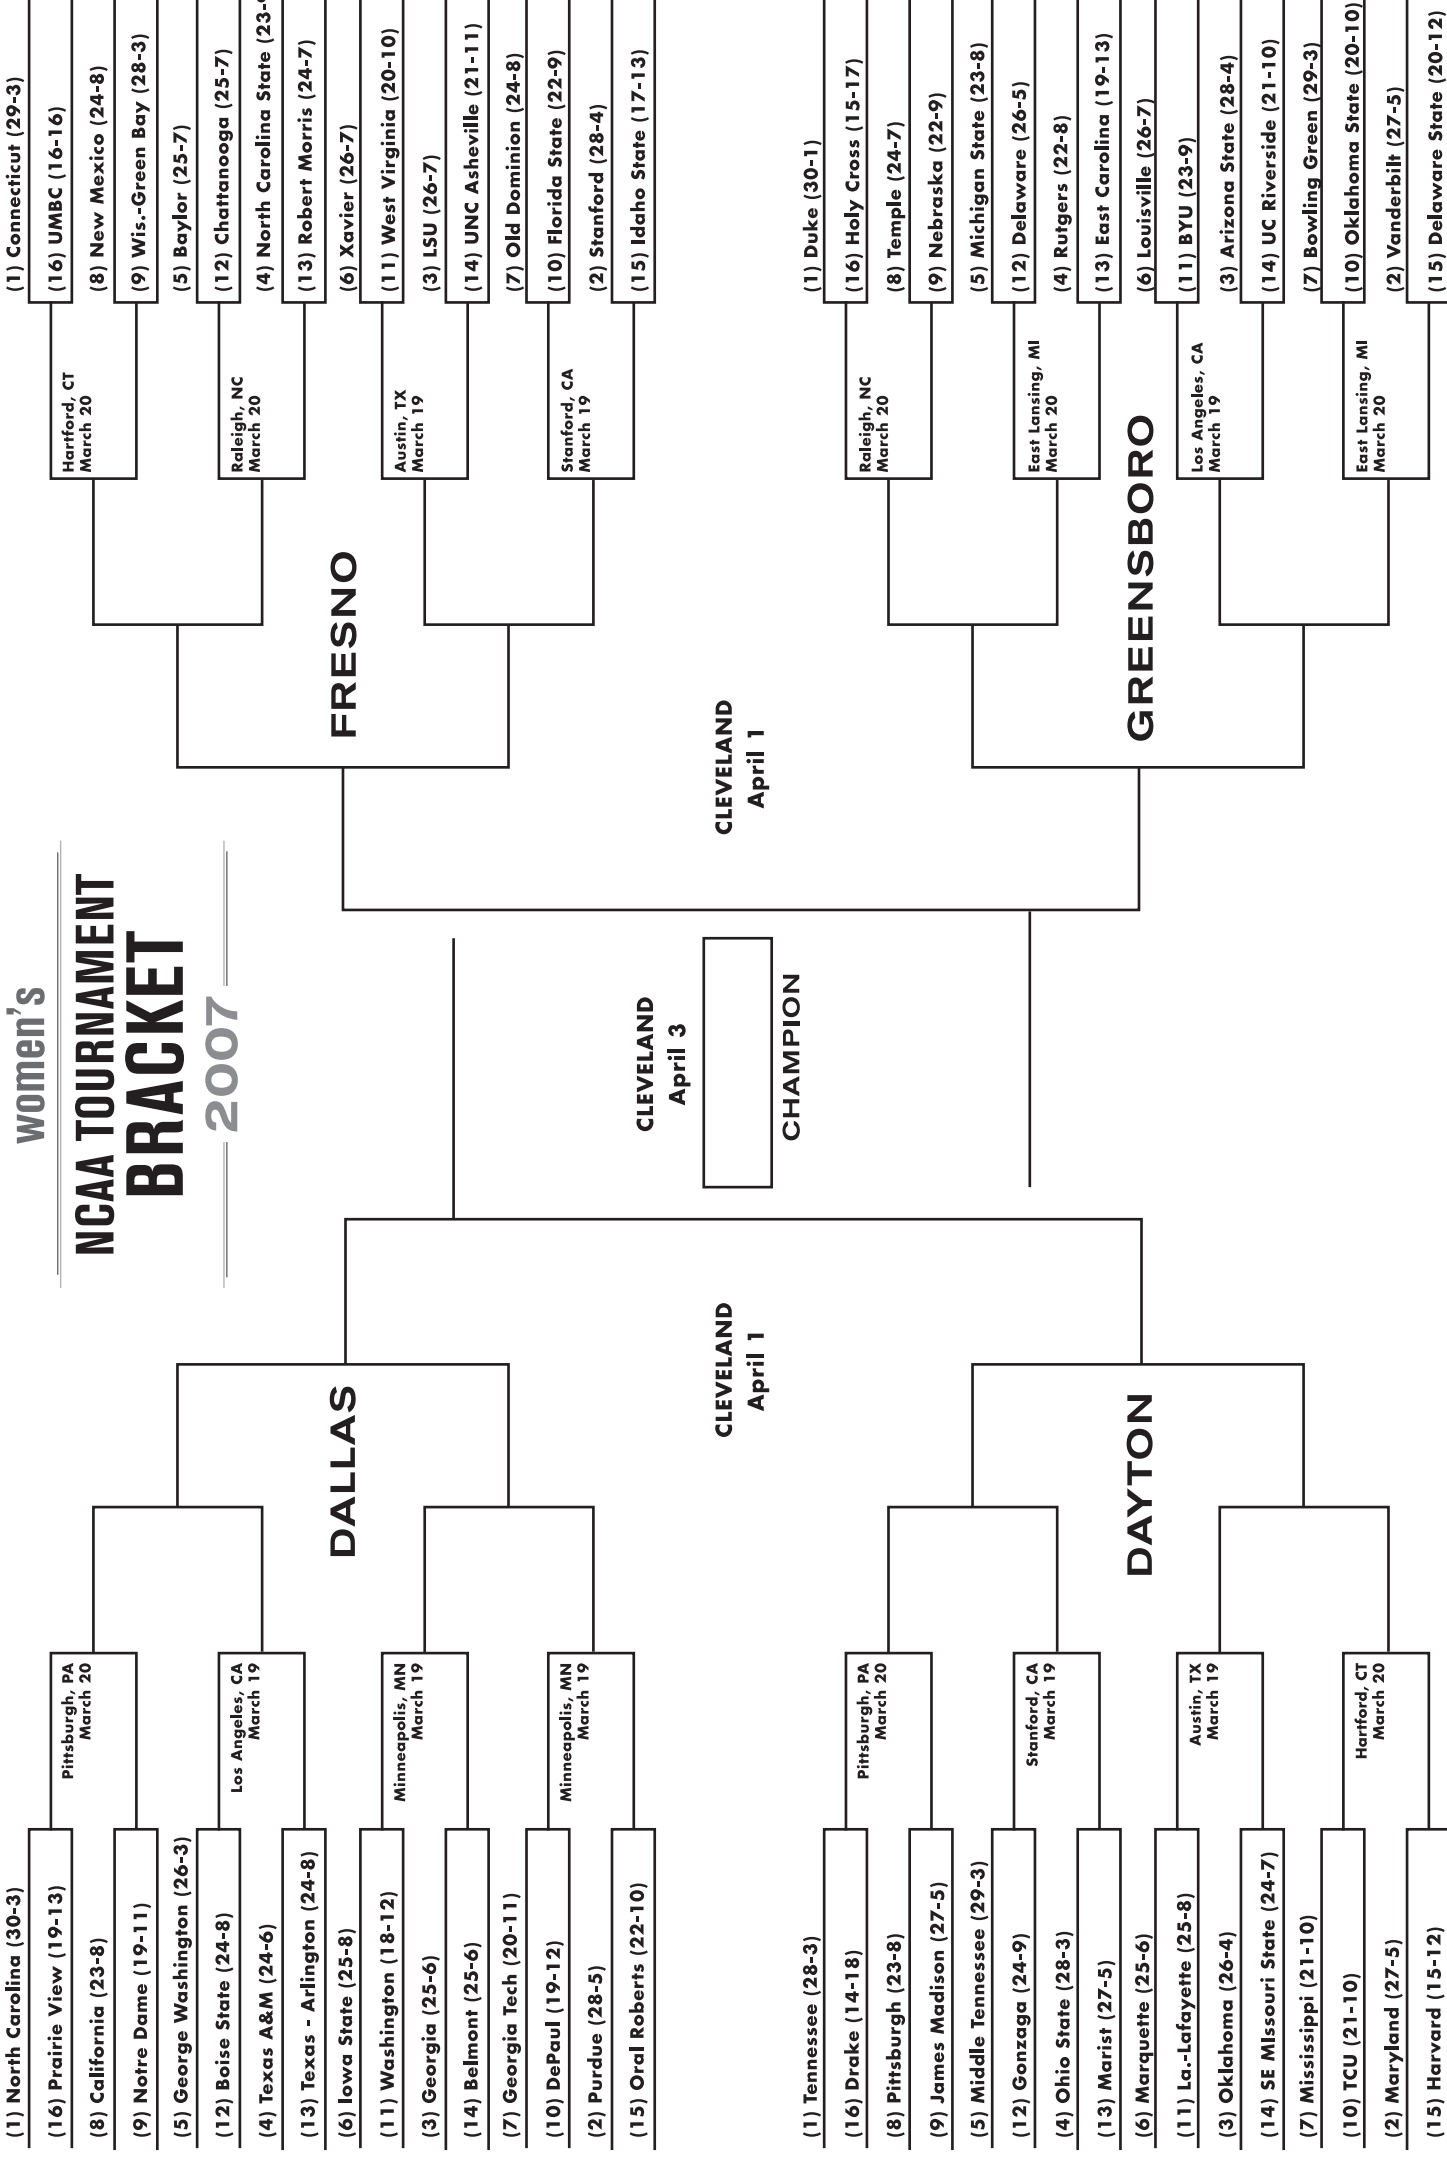 women's
NCAA TOURNAMENT
BRACKET
2007
(1) North Carolina (30-3)
(16) Prairie View (19-13)
(8) California (23-8)
(9) Notre Dame (19-11)
(5) George Washington (26-3)
(12) Boise State (24-8)
(4) Texas A&M (24-6)
(13) Texas - Arlington (24-8)
(6) Iowa State (25-8)
(11) Washington (18-12)
(3) Georgia (25-6)
(14) Belmont (25-6)
(7) Georgia Tech (20-11)
(10) DePaul (19-12)
(2) Purdue (28-5)
(15) Oral Roberts (22-10)
Pittsburgh, PA
March 20
Los Angeles, CA
March 19
Minneapolis, MN
March 19
Minneapolis, MN
March 19
DALLAS
(1) Tennessee (28-3)
(16) Drake (14-18)
(8) Pittsburgh (23-8)
(9) James Madison (27-5)
(5) Middle Tennessee (29-3)
(12) Gonzaga (24-9)
(4) Ohio State (28-3)
(13) Marist (27-5)
(6) Marquette (25-6)
(11) La.-Lafayette (25-8)
(3) Oklahoma (26-4)
(14) SE MIssouri State (24-7)
(7) Mississippi (21-10)
(10) TCU (21-10)
(2) Maryland (27-5)
(15) Harvard (15-12)
Pittsburgh, PA
March 20
Stanford, CA
March 19
Austin, TX
March 19
Hartford, CT
March 20
DAYTON
CLEVELAND
April 1
CLEVELAND
April 3
CHAMPION
CLEVELAND
April 1
FRESNO
Hartford, CT
March 20
Raleigh, NC
March 20
Austin, TX
March 19
Stanford, CA
March 19
(1) Connecticut (29-3)
(16) UMBC (16-16)
(8) New Mexico (24-8)
(9) Wis.-Green Bay (28-3)
(5) Baylor (25-7)
(12) Chattanooga (25-7)
(4) North Carolina State (23-
(13) Robert Morris (24-7)
(6) Xavier (26-7)
(11) West Virginia (20-10)
(3) LSU (26-7)
(14) UNC Asheville (21-11)
(7) Old Dominion (24-8)
(10) Florida State (22-9)
(2) Stanford (28-4)
(15) Idaho State (17-13)
GREENSBORO
Raleigh, NC
March 20
East Lansing, MI
March 20
Los Angeles, CA
March 19
East Lansing, MI
March 20
(1) Duke (30-1)
(16) Holy Cross (15-17)
(8) Temple (24-7)
(9) Nebraska (22-9)
(5) Michigan State (23-8)
(12) Delaware (26-5)
(4) Rutgers (22-8)
(13) East Carolina (19-13)
(6) Louisville (26-7)
(11) BYU (23-9)
(3) Arizona State (28-4)
(14) UC Riverside (21-10)
(7) Bowling Green (29-3)
(10) Oklahoma State (20-10)
(2) Vanderbilt (27-5)
(15) Delaware State (20-12)